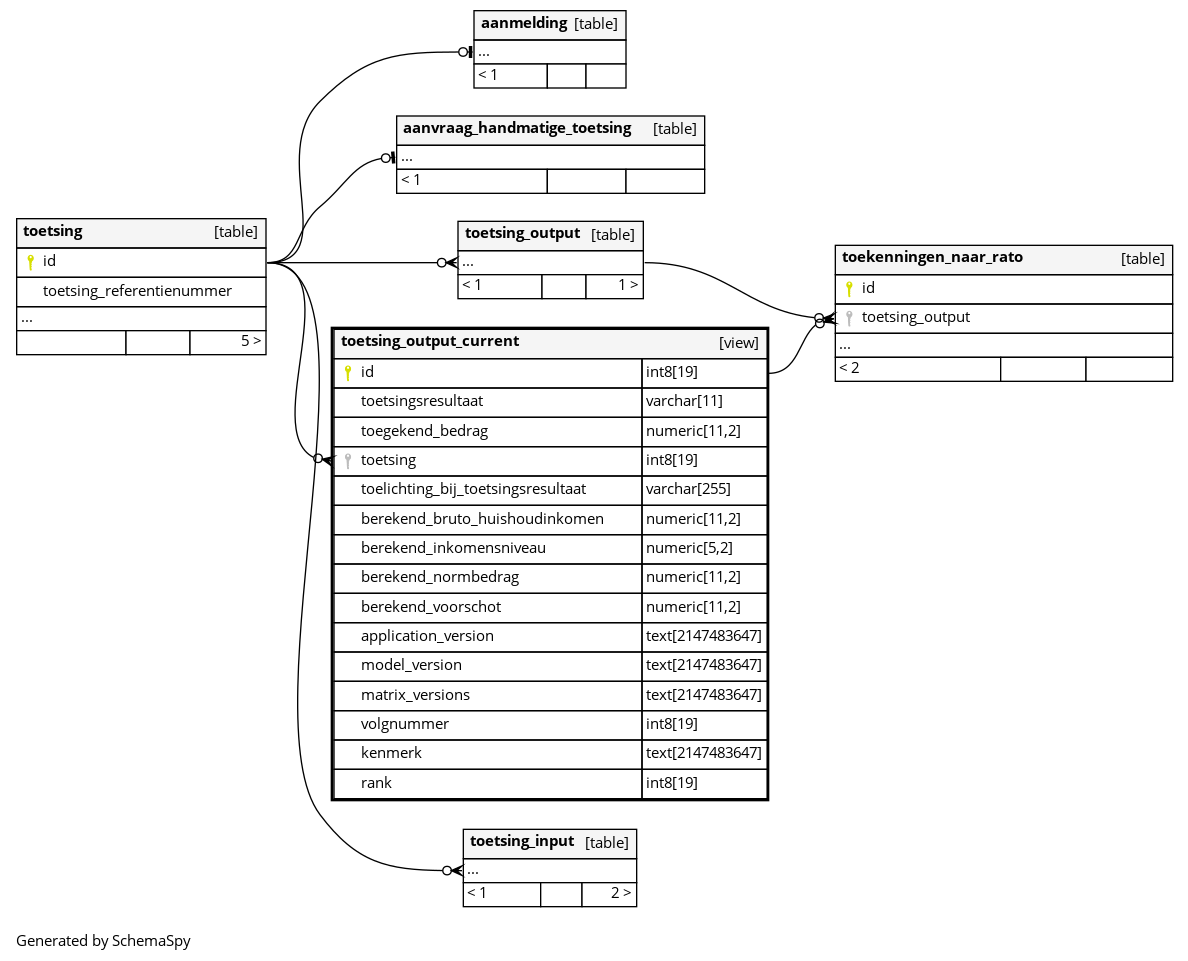 aanmelding [table]
...
< 1
aanvraag_handmatige_toetsing [table]
...
< 1
toetsing [table]
id
toetsing_referentienummer
...
5 >
toetsing_output [table]
...
< 1 1 >
toekenningen_naar_rato [table]
id
toetsing_output
...
< 2
toetsing_output_current [view]
id int8[19]
toetsingsresultaat varchar[11]
toegekend_bedrag numeric[11,2]
toetsing int8[19]
toelichting_bij_toetsingsresultaat varchar[255]
berekend_bruto_huishoudinkomen numeric[11,2]
berekend_inkomensniveau numeric[5,2]
berekend_normbedrag numeric[11,2]
berekend_voorschot numeric[11,2]
application_version text[2147483647]
model_version text[2147483647]
matrix_versions text[2147483647]
volgnummer int8[19]
kenmerk text[2147483647]
rank int8[19]
toetsing_input [table]
...
< 1 2 >
Generated by SchemaSpy